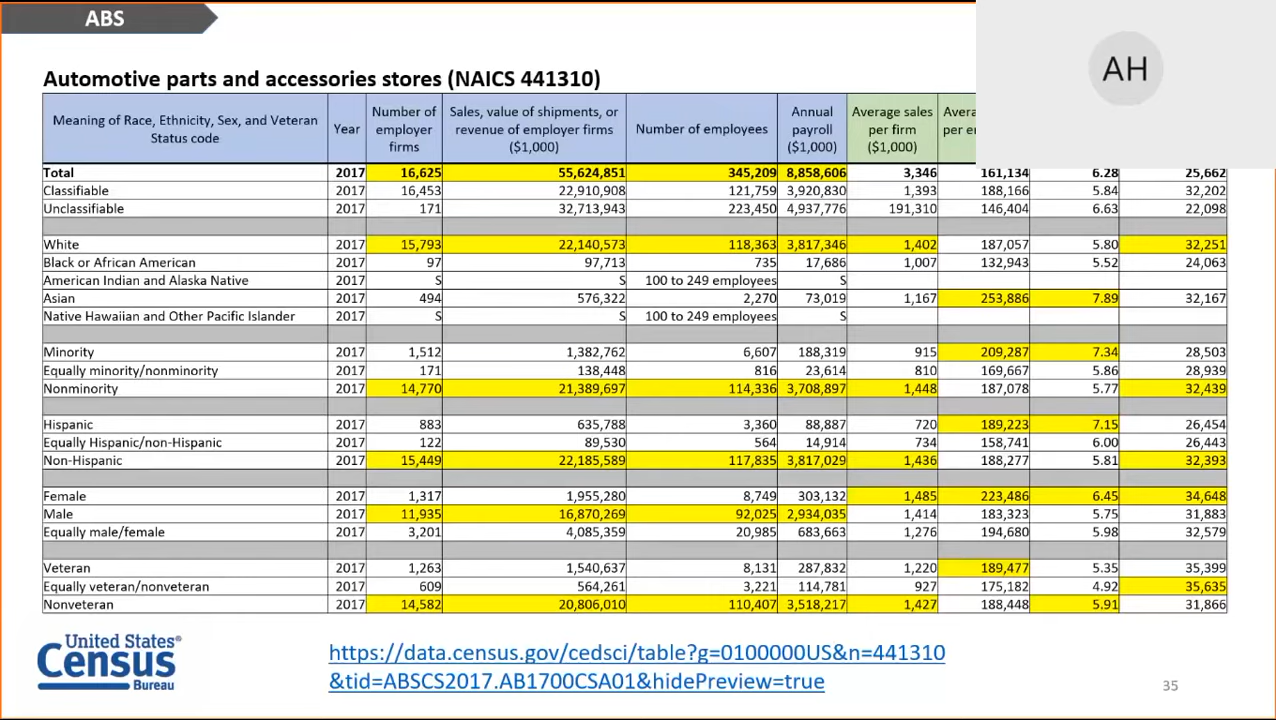 ABS
AH
Automotive parts and accessories stores (NAICS 441310)
Meaning of Race, Ethnicity, Sex, and Veteran Status code Year Number of employer firms Sales, value of shipments, or revenue of employer firms ($1,000) Number of employees Annual payroll ($1,000) Average sales per firm ($1,000)
Total 2017 16,625 55,624,851 345,209 8,858,606 3,346 161,134 6.28 25,662
Classifiable 2017 16,453 22,910,908 121,759 3,920,830 1,393 188,166 5.84 32,202
Unclassifiable 2017 171 32,713,943 223,450 4,937,776 191,310 146,404 6.63 22,098
White 2017 15,793 22,140,573 118,363 3,817,346 1,402 187,057 5.80 32,251
Black or African American 2017 97 97,713 735 17,686 1,007 132,943 5.52 24,063
American Indian and Alaska Native 2017 S S 100 to 249 employees S
Asian 2017 494 576,322 2,270 73,019 1,167 253,886 7.89 32,167
Native Hawaiian and Other Pacific Islander 2017 S S 100 to 249 employees S
Minority 2017 1,512 1,382,762 6,607 188,319 915 209,287 7.34 28,503
Equally minority/nonminority 2017 171 138,448 816 23,614 810 169,667 5.86 28,939
Nonminority 2017 14,770 21,389,697 114,336 3,708,897 1,448 187,078 5.77 32,439
Hispanic 2017 883 635,788 3,360 88,887 720 189,223 7.15 26,454
Equally Hispanic/non-Hispanic 2017 122 89,530 564 14,914 734 158,741 6.00 26,443
Non-Hispanic 2017 15,449 22,185,589 117,835 3,817,029 1,436 188,277 5.81 32,393
Female 2017 1,317 1,955,280 8,749 303,132 1,485 223,486 6.45 34,648
Male 2017 11,935 16,870,269 92,025 2,934,035 1,414 183,323 5.75 31,883
Equally male/female 2017 3,201 4,085,359 20,985 683,663 1,276 194,680 5.98 32,579
Veteran 2017 1,263 1,540,637 8,131 287,832 1,220 189,477 5.35 35,399
Equally veteran/nonveteran 2017 609 564,261 3,221 114,781 927 175,182 4.92 35,635
Nonveteran 2017 14,582 20,806,010 110,407 3,518,217 1,427 188,448 5.91 31,866
United States®
Census
Bureau
https://data.census.gov/cedsci/table?g=0100000US&n=441310
&tid=ABSCS2017.AB1700CSA01&hidePreview=true
35